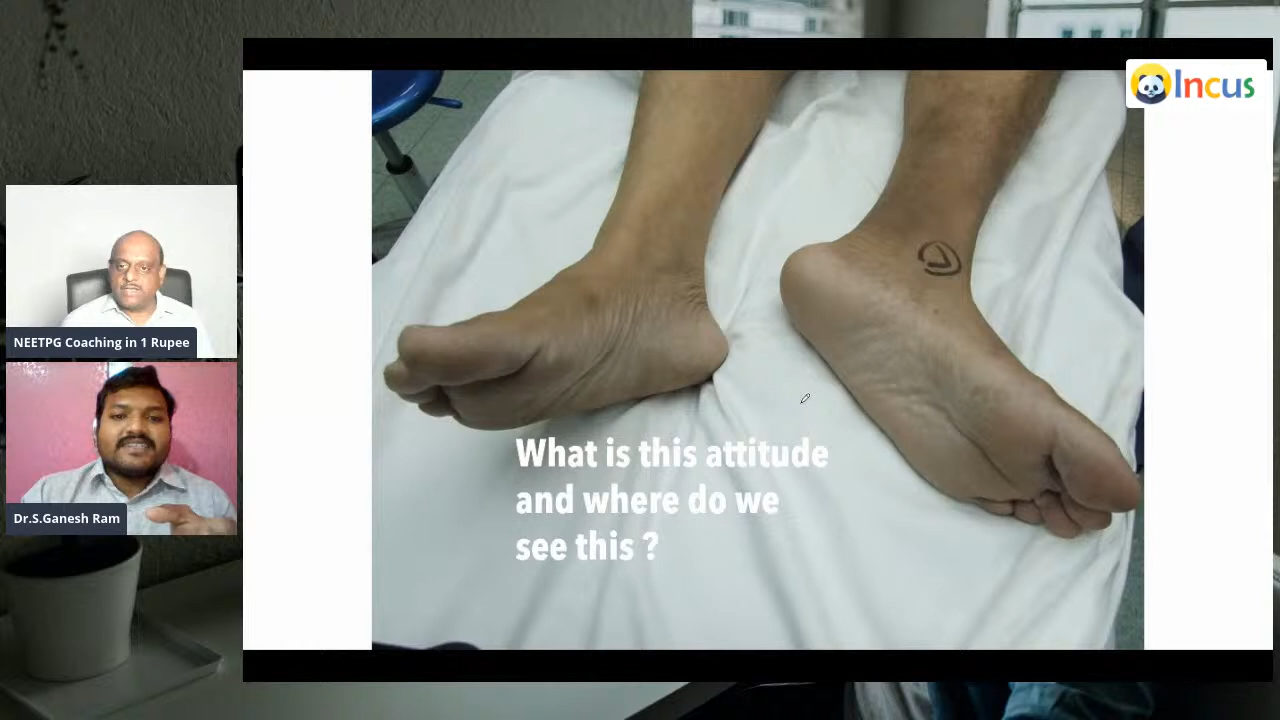 Incus
NEETPG Coaching in 1 Rupee
Dr.S.Ganesh Ram
What is this attitude
and where do we
see this ?